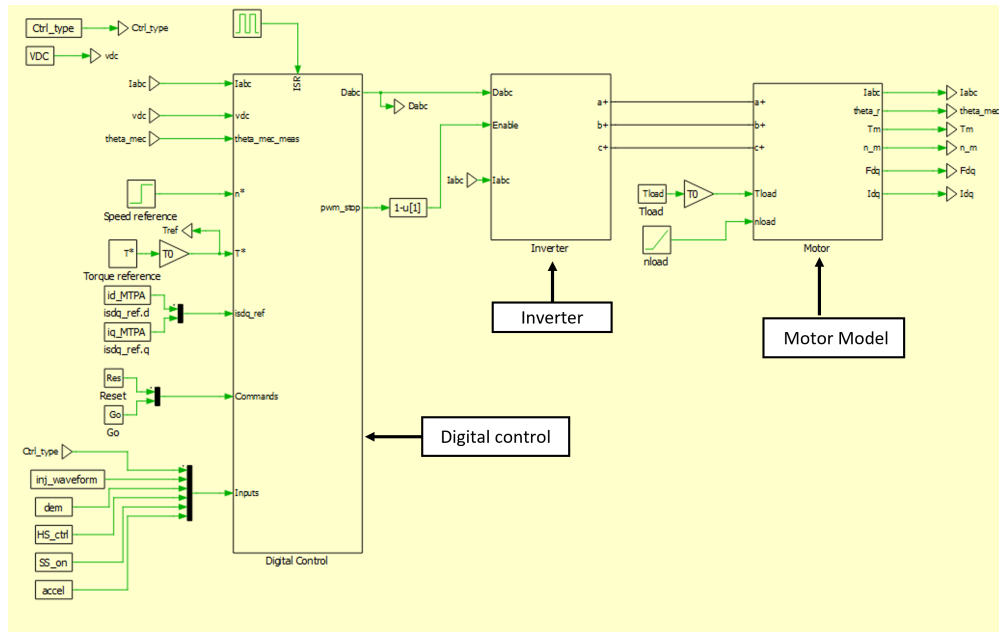 Ctrl_type
Ctrl_type
VDC
vdc
Iabc
vdc
theta_mec
Speed reference
Tref
T*
T0
Torque reference
id_MTPA
isdq_ref.d
iq_MTPA
isdq_ref.q
Res
Reset
Go
Go
Ctrl_type
inj_waveform
dem
HS_ctrl
SS_on
accel
ISR
Iabc
vdc
theta_mec_meas
n*
T*
isdq_ref
Commands
Inputs
Dabc
pwm_stop
Digital Control
Dabc
1-u[1]
Iabc
Dabc
Enable
Iabc
a+
b+
c+
Inverter
Inverter
Digital control
Tload
Tload
T0
nload
a+
b+
c+
Tload
nload
Iabc
theta_r
Tm
n_m
Fdq
Idq
Motor
Motor Model
Iabc
theta_mec
Tm
n_m
Fdq
Idq